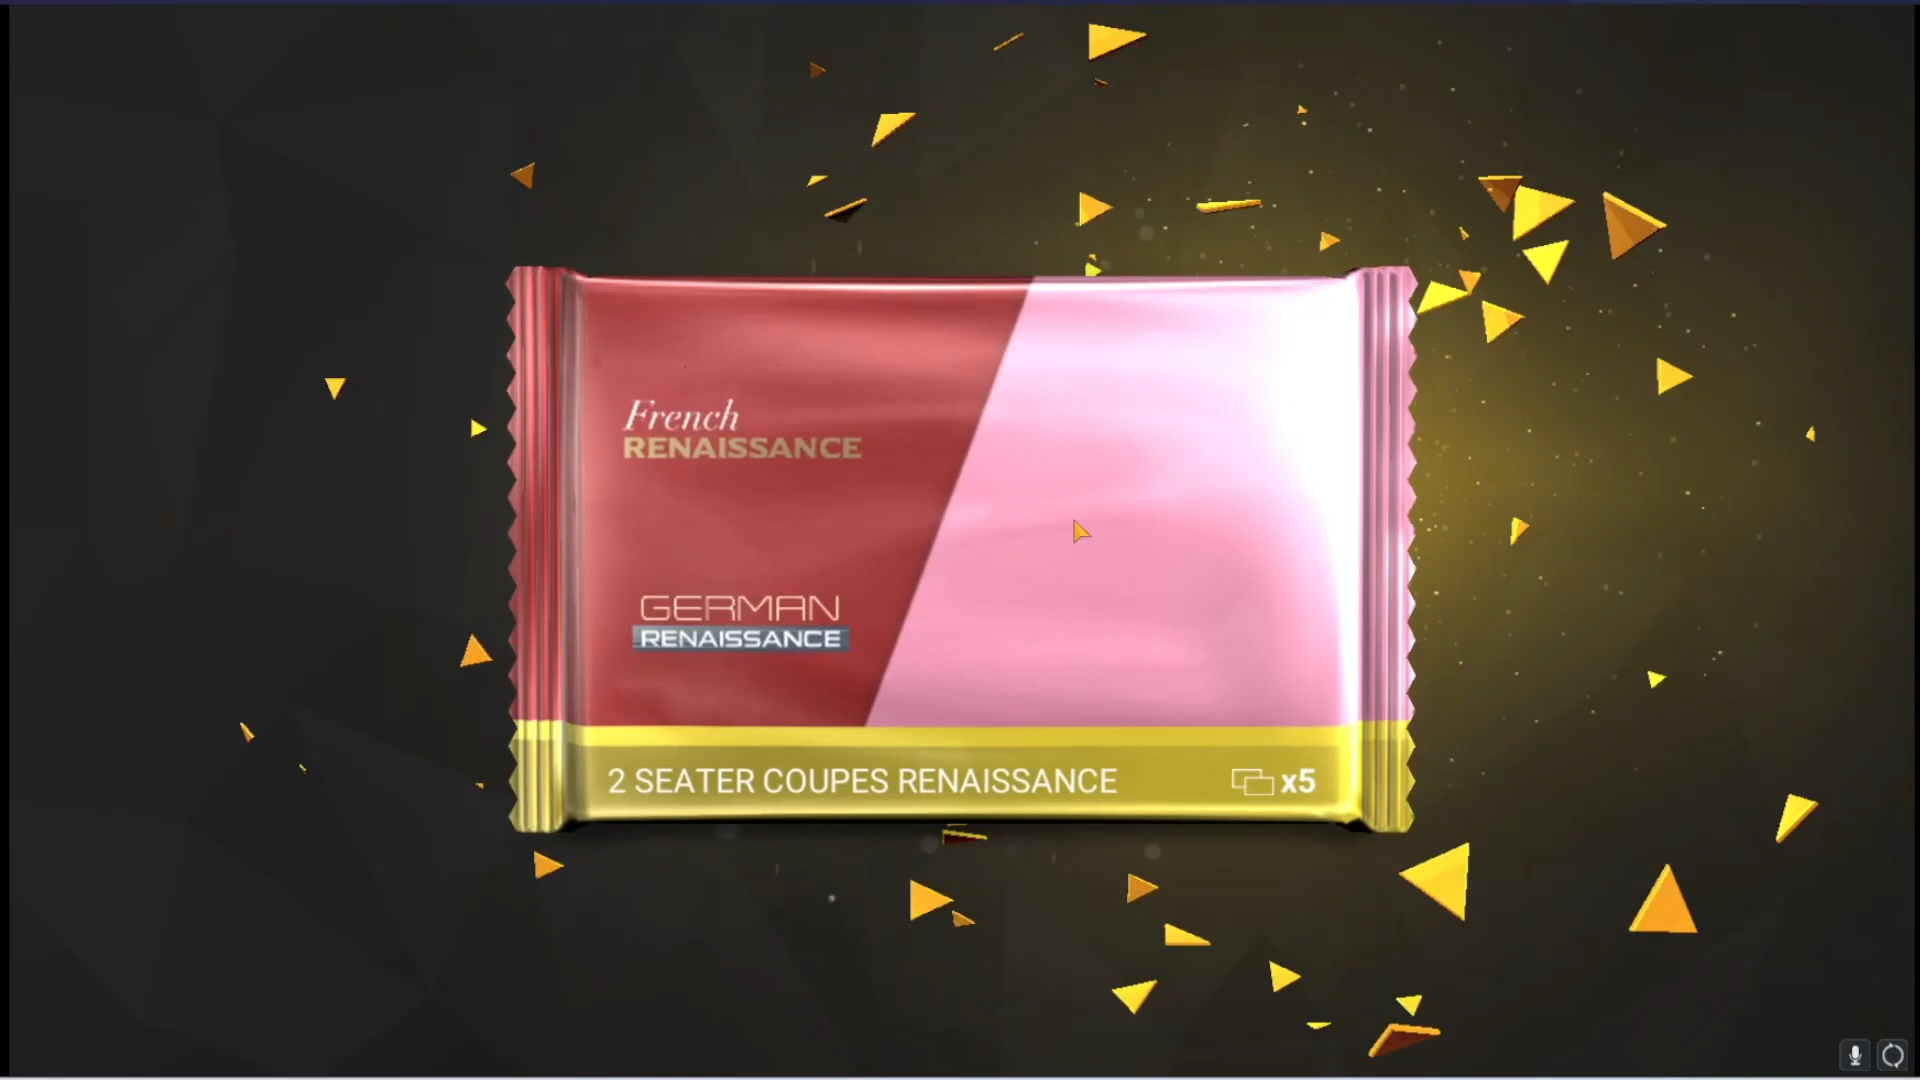 French
RENAISSANCE
GERMAN
RENAISSANCE
2 SEATER COUPES RENAISSANCE x5